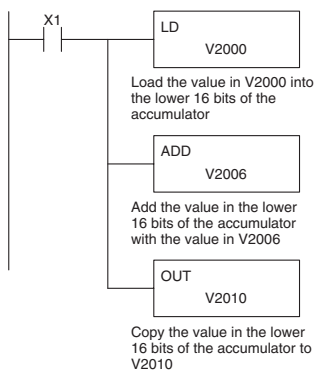 X1
LD
V2000
Load the value in V2000 into
the lower 16 bits of the
accumulator
ADD
V2006
Add the value in the lower
16 bits of the accumulator
with the value in V2006
OUT
V2010
Copy the value in the lower
16 bits of the accumulator to
V2010